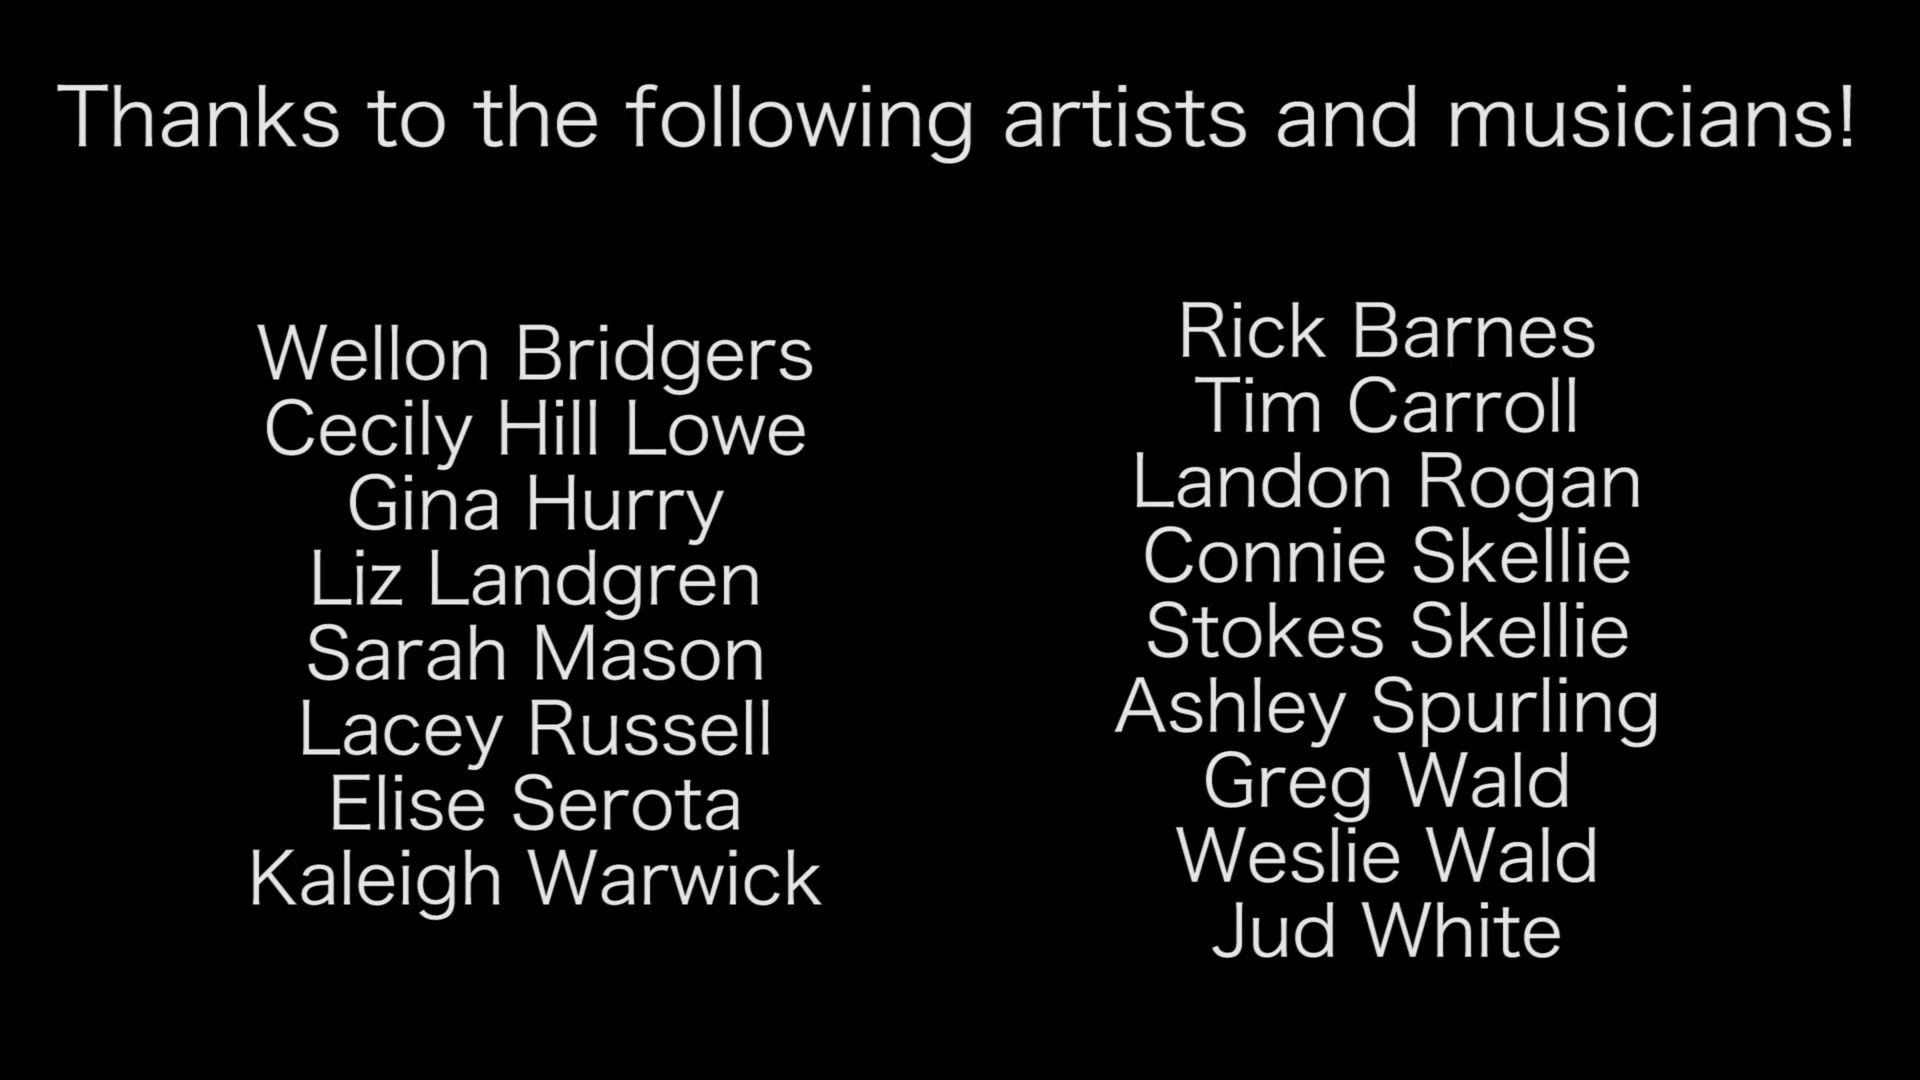 Thanks to the following artists and musicians!
Wellon Bridgers
Cecily Hill Lowe
Gina Hurry
Liz Landgren
Sarah Mason
Lacey Russell
Elise Serota
Kaleigh Warwick
Rick Barnes
Tim Carroll
Landon Rogan
Connie Skellie
Stokes Skellie
Ashley Spurling
Greg Wald
Weslie Wald
Jud White